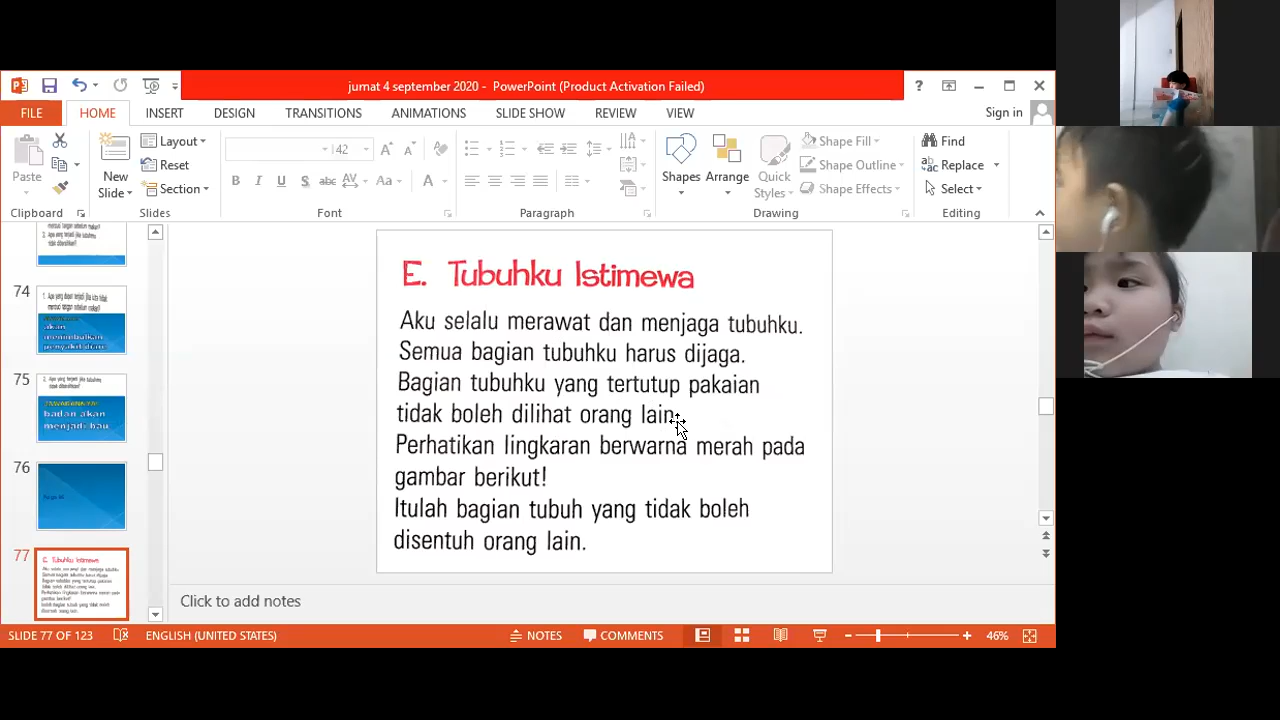 jumat 4 september 2020 - PowerPoint (Product Activation Failed)
FILE HOME INSERT DESIGN TRANSITIONS ANIMATIONS SLIDE SHOW REVIEW VIEW Sign in
Paste
New Slide
Layout
Reset
Section
42
Shapes
Arrange
Quick Styles
Shape Fill
Shape Outline
Shape Effects
Find
Replace
Select
Clipboard Slides Font Paragraph Drawing Editing
74
akan
menimbulkan
75
badan akan
menjadi bau
76
77
E. Tubuhku Istimewa
E. Tubuhku Istimewa
Aku selalu merawat dan menjaga tubuhku.
Semua bagian tubuhku harus dijaga.
Bagian tubuhku yang tertutup pakaian
tidak boleh dilihat orang lain.
Perhatikan lingkaran berwarna merah pada
gambar berikut!
Itulah bagian tubuh yang tidak boleh
disentuh orang lain.
Click to add notes
SLIDE 77 OF 123 ENGLISH (UNITED STATES) NOTES COMMENTS 46%